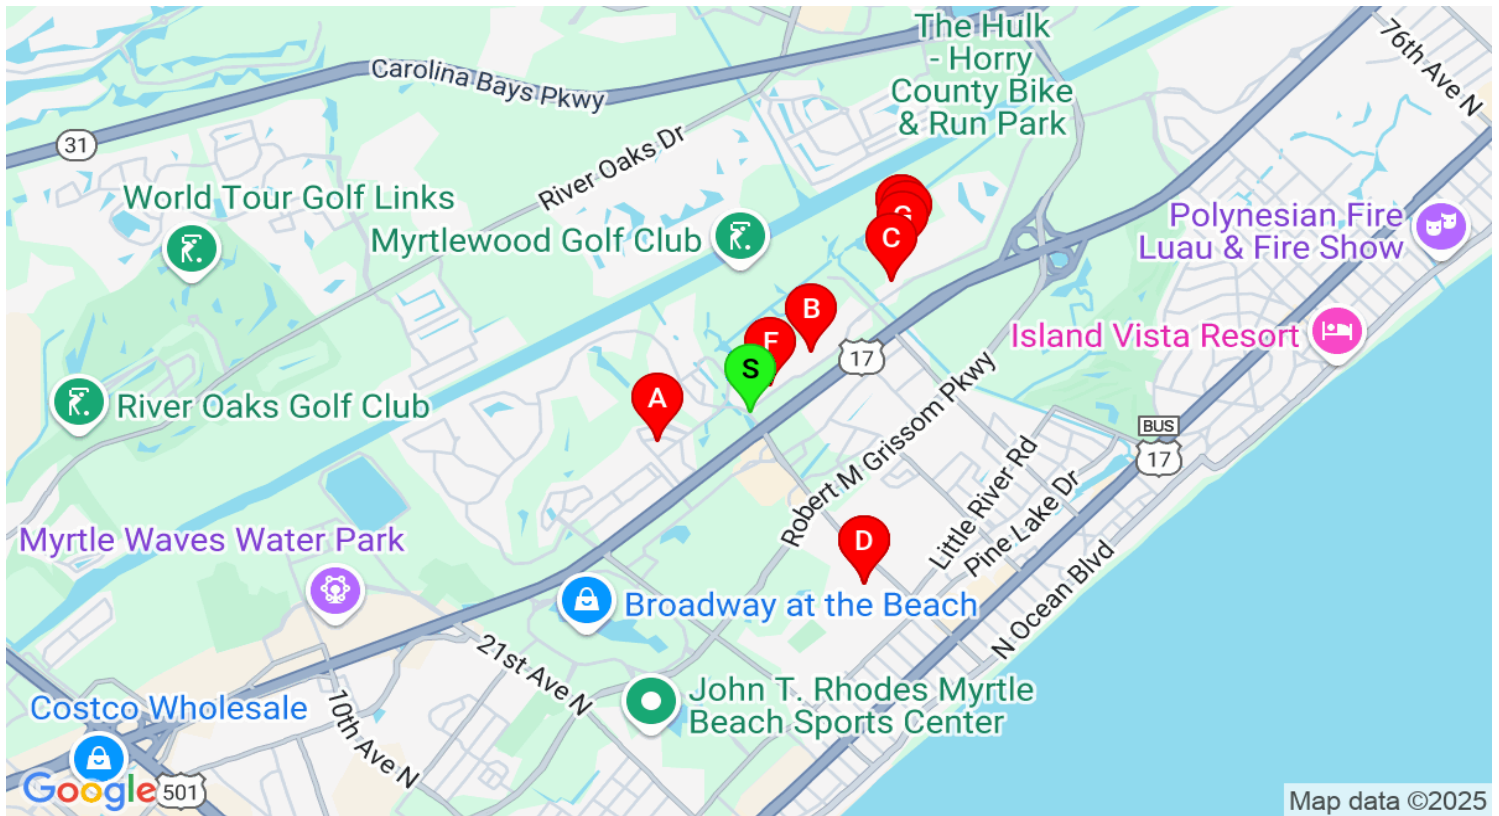 The Hulk
- Horry
County Bike
& Run Park
76th Ave N
Carolina Bays Pkwy
31
River Oaks Dr
World Tour Golf Links
Myrtlewood Golf Club
Polynesian Fire
Luau & Fire Show
G
C
B
Island Vista Resort
17
S
A
River Oaks Golf Club
Robert M Grissom Pkwy
BUS
17
Little River Rd
Pine Lake Dr
Myrtle Waves Water Park
D
Broadway at the Beach
N Ocean Blvd
21st Ave N
John T. Rhodes Myrtle
Beach Sports Center
Costco Wholesale
10th Ave N
Google
501
Map data ©2025